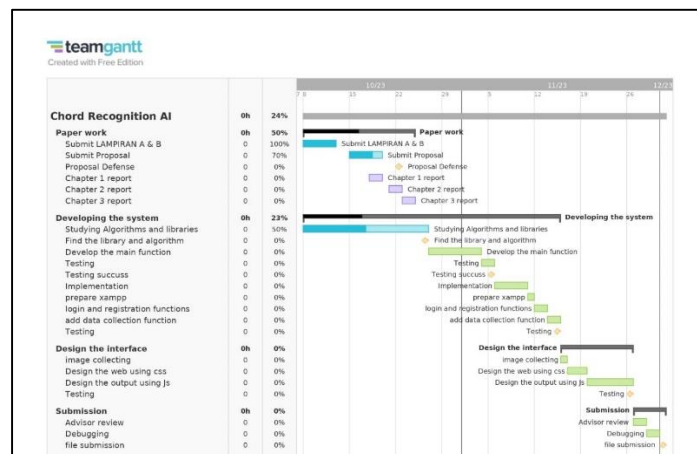 teamgantt
Created with Free Edition
10/23 11/23 12/23
8 15 22 29 5 12 19 26
Chord Recognition AI 0h 24%
Paper work 0h 50% Paper work
Submit LAMPIRAN A & B 0 100% Submit LAMPIRAN A & B
Submit Proposal 0 70% Submit Proposal
Proposal Defense 0 0% Proposal Defense
Chapter 1 report 0 0% Chapter 1 report
Chapter 2 report 0 0% Chapter 2 report
Chapter 3 report 0 0% Chapter 3 report
Developing the system 0h 23% Developing the system
Studying Algorithms and libraries 0 50% Studying Algorithms and libraries
Find the library and algorithm 0 0% Find the library and algorithm
Develop the main function 0 0% Develop the main function
Testing 0 0% Testing
Testing succuss 0 0% Testing succuss
Implementation 0 0% Implementation
prepare xampp 0 0% prepare xampp
login and registration functions 0 0% login and registration functions
add data collection function 0 0% add data collection function
Testing 0 0% Testing
Design the interface 0h 0% Design the interface
image collecting 0 0% image collecting
Design the web using css 0 0% Design the web using css
Design the output using Js 0 0% Design the output using Js
Testing 0 0% Testing
Submission 0h 0% Submission
Advisor review 0 0% Advisor review
Debugging 0 0% Debugging
file submission 0 0% file submission